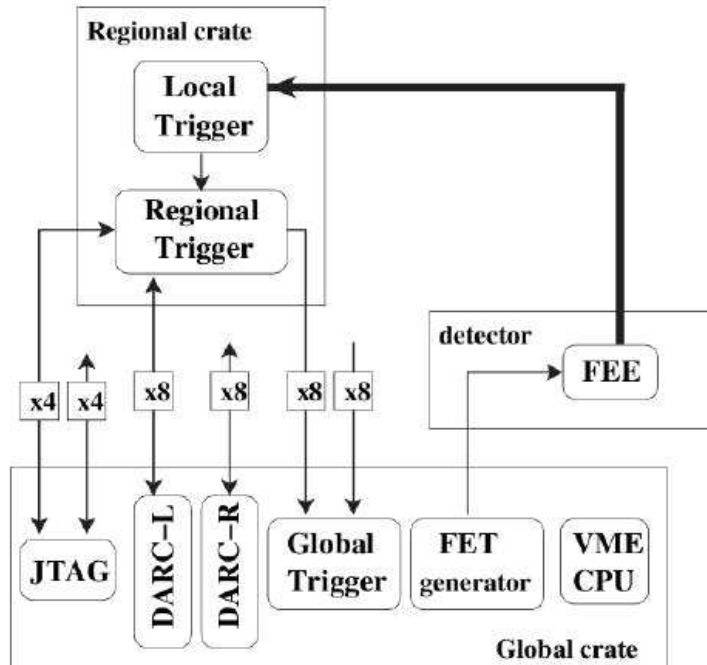 Regional crate
Local
Trigger
Regional
Trigger
detector
FEE
x4
x4
x8
x8
x8
x8
JTAG
DARC-L
DARC-R
Global
Trigger
FET
generator
VME
CPU
Global crate